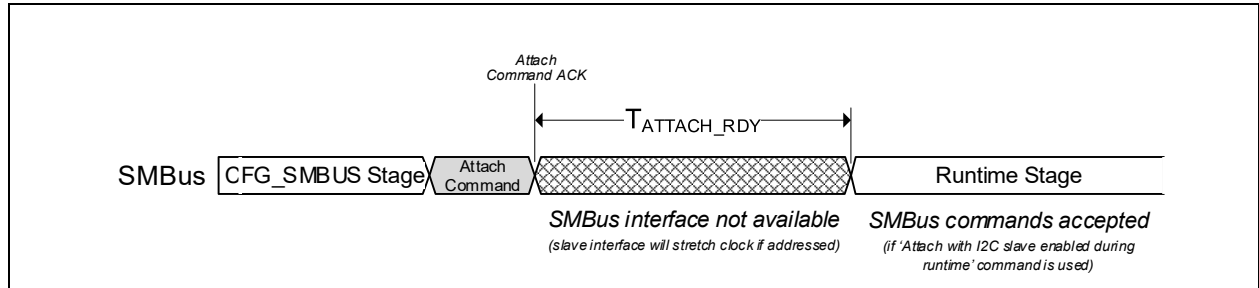 Attach
Command ACK
TATTACH_RDY
SMBus
CFG_SMBUS Stage
Attach
Command
Runtime Stage
SMBus interface not available
(slave interface will stretch clock if addressed)
SMBus commands accepted
(if ‘Attach with I2C slave enabled during
runtime’ command is used)